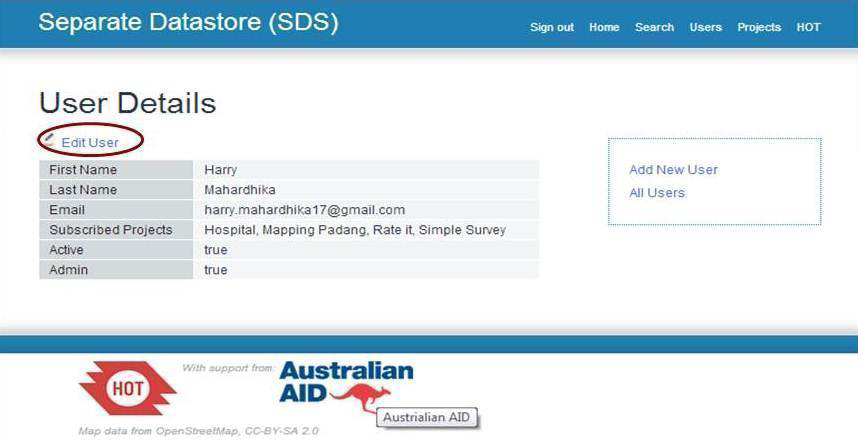 Separate Datastore (SDS)
Sign out Home Search Users Projects HOT
User Details
Edit User
First Name Harry
Last Name Mahardhika
Email harry.mahardhika17@gmail.com
Subscribed Projects Hospital, Mapping Padang, Rate it, Simple Survey
Active true
Admin true
Add New User
All Users
HOT
With support from:
Australian
AID
Austrialian AID
Map data from OpenStreetMap, CC-BY-SA 2.0